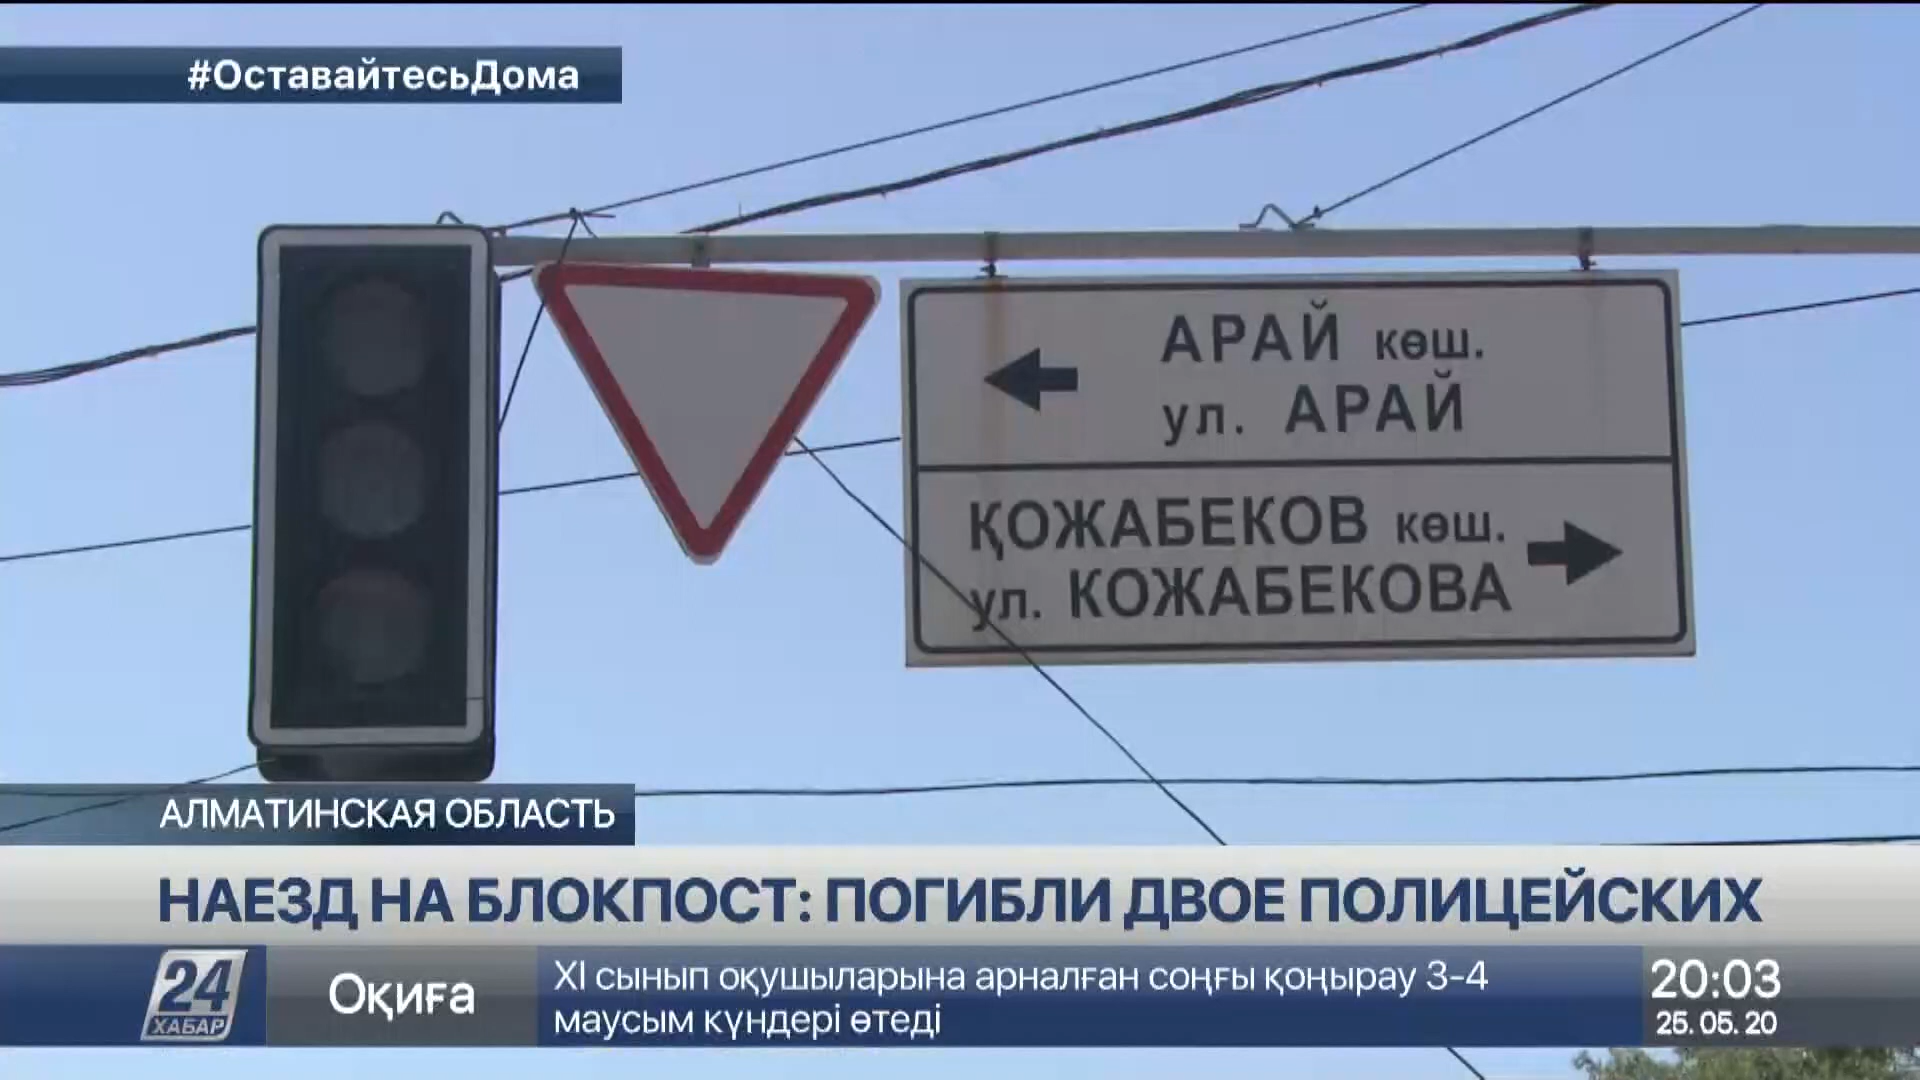 #ОставайтесьДома
АРАЙ көш.
ул. АРАЙ
ҚОЖАБЕКОВ көш.
ул. КОЖАБЕКОВА
АЛМАТИНСКАЯ ОБЛАСТЬ
НАЕЗД НА БЛОКПОСТ: ПОГИБЛИ ДВОЕ ПОЛИЦЕЙСКИХ
24
ХАБАР
Оқиға
XI сынып оқушыларына арналған соңғы қоңырау 3-4
маусым күндері өтеді
20:03
25.05.20